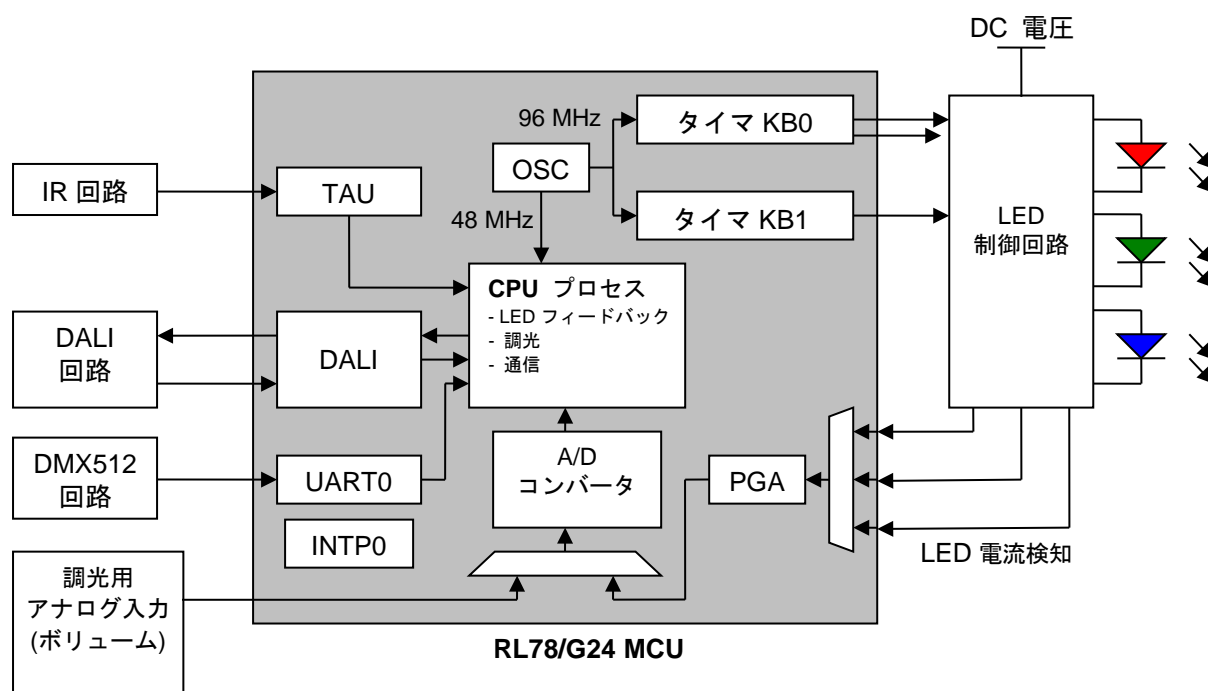 DC 電圧
96 MHz
タイマ KB0
OSC
IR 回路
TAU
48 MHz
タイマ KB1
LED
制御回路
CPU プロセス
- LED フィードバック
- 調光
- 通信
DALI
回路
DALI
DMX512
回路
UART0
A/D
コンバータ
PGA
INTP0
LED 電流検知
調光用
アナログ入力
(ボリューム)
RL78/G24 MCU